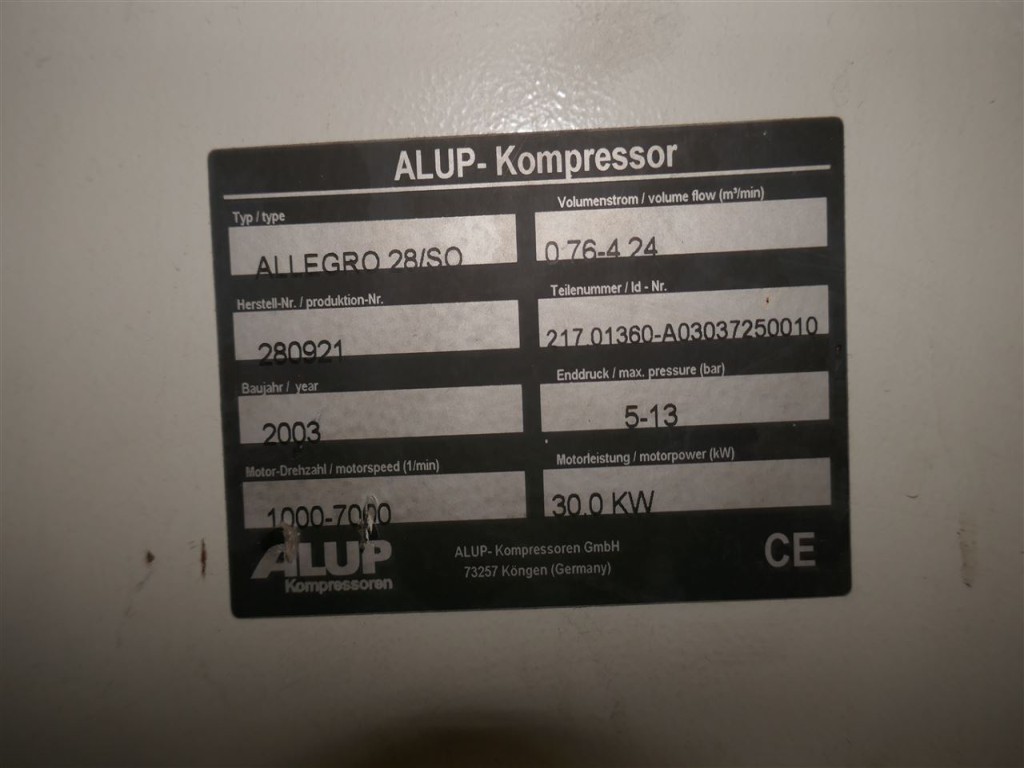 ALUP- Kompressor
Typ / type
ALLEGRO 28/SO
Volumenstrom / volume flow (m³/min)
0.76-4.24
Herstell-Nr. / produktion-Nr.
280921
Teilenummer / Id - Nr.
217.01360-A03037250010
Baujahr / year
2003
Enddruck / max. pressure (bar)
5-13
Motor-Drehzahl / motorspeed (1/min)
1000-7000
Motorleistung / motorpower (kW)
30.0 KW
ALUP
Kompressoren
ALUP- Kompressoren GmbH
73257 Köngen (Germany)
CE